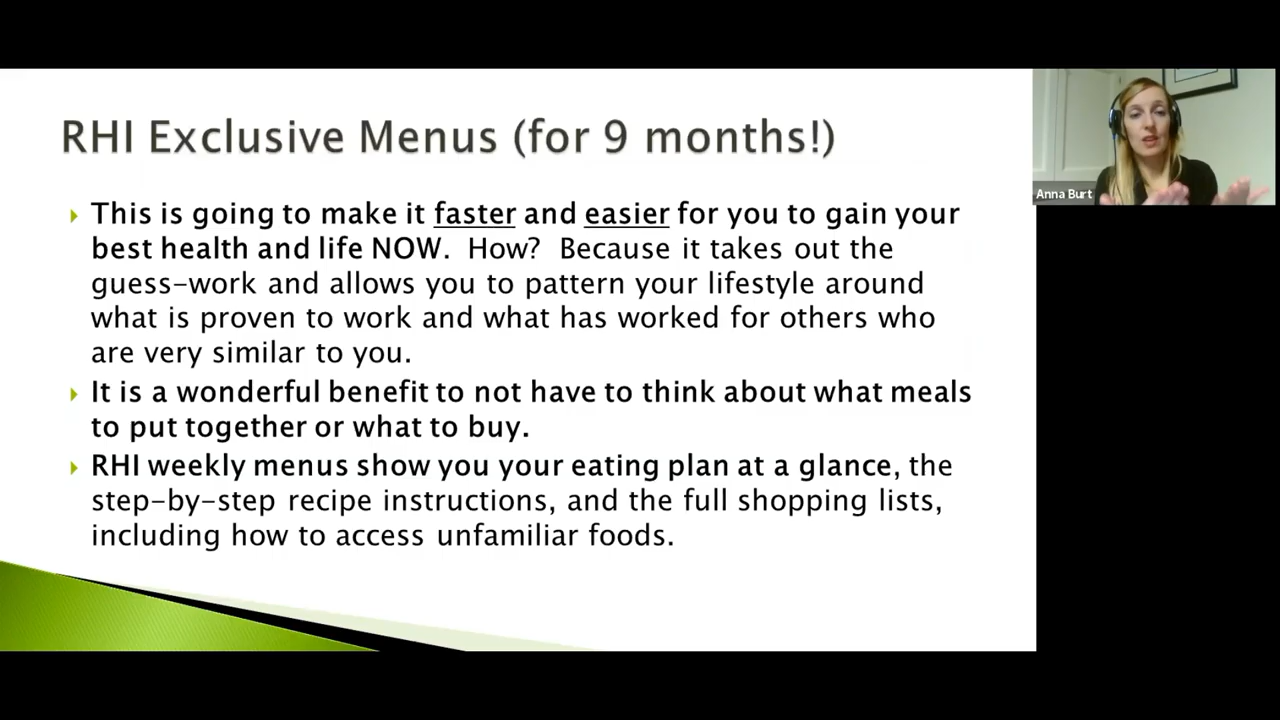 RHI Exclusive Menus (for 9 months!)
This is going to make it faster and easier for you to gain your
best health and life NOW.  How?  Because it takes out the
guess-work and allows you to pattern your lifestyle around
what is proven to work and what has worked for others who
are very similar to you.
It is a wonderful benefit to not have to think about what meals
to put together or what to buy.
RHI weekly menus show you your eating plan at a glance, the
step-by-step recipe instructions, and the full shopping lists,
including how to access unfamiliar foods.
Anna Burt